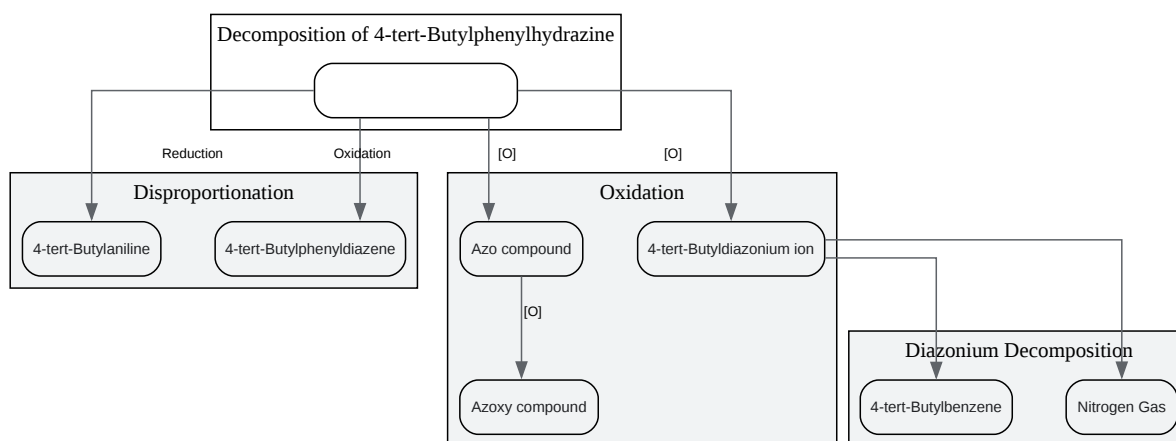 Decomposition of 4-tert-Butylphenylhydrazine
Reduction
Oxidation
[O]
[O]
Disproportionation
Oxidation
4-tert-Butylaniline
4-tert-Butylphenyldiazene
Azo compound
4-tert-Butyldiazonium ion
[O]
Diazonium Decomposition
Azoxy compound
4-tert-Butylbenzene
Nitrogen Gas